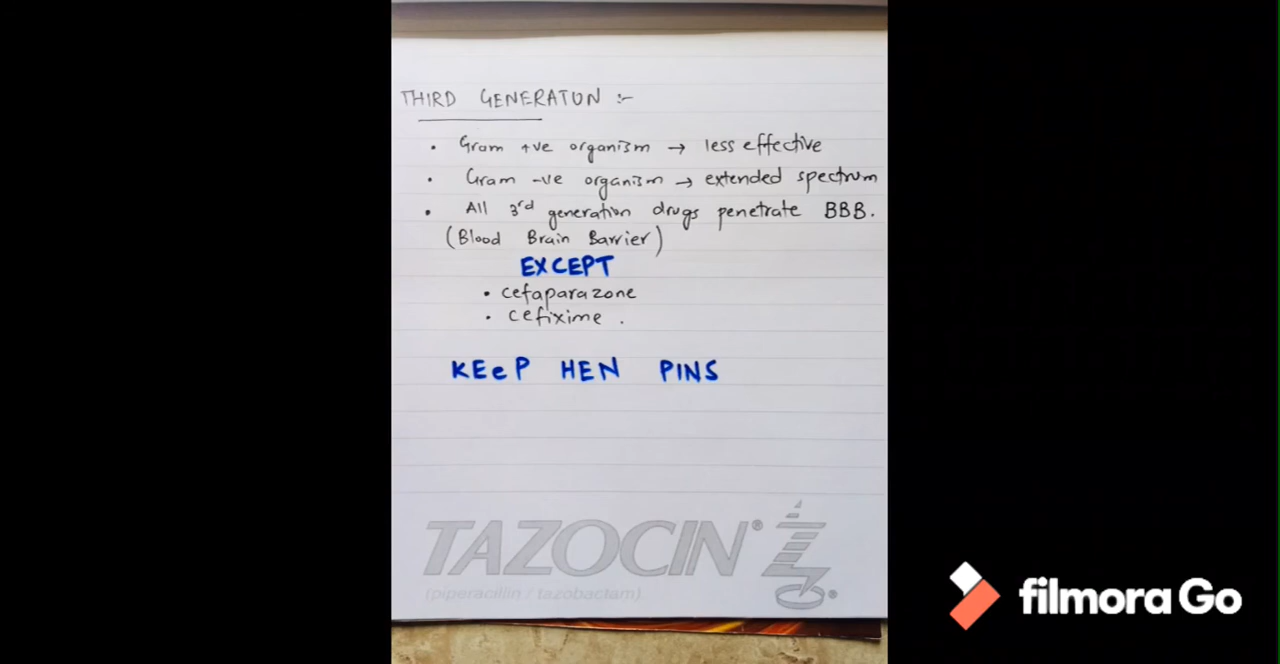 THIRD GENERATON :-
• Gram +ve organism → less effective
• Gram -ve organism → extended spectrum
• All 3rd generation drugs penetrate BBB.
(Blood Brain Barrier)
EXCEPT
• cefaparazone
• cefixime .
KEeP HEN PINS
TAZOCIN®
(piperacillin / tazobactam)
filmora Go